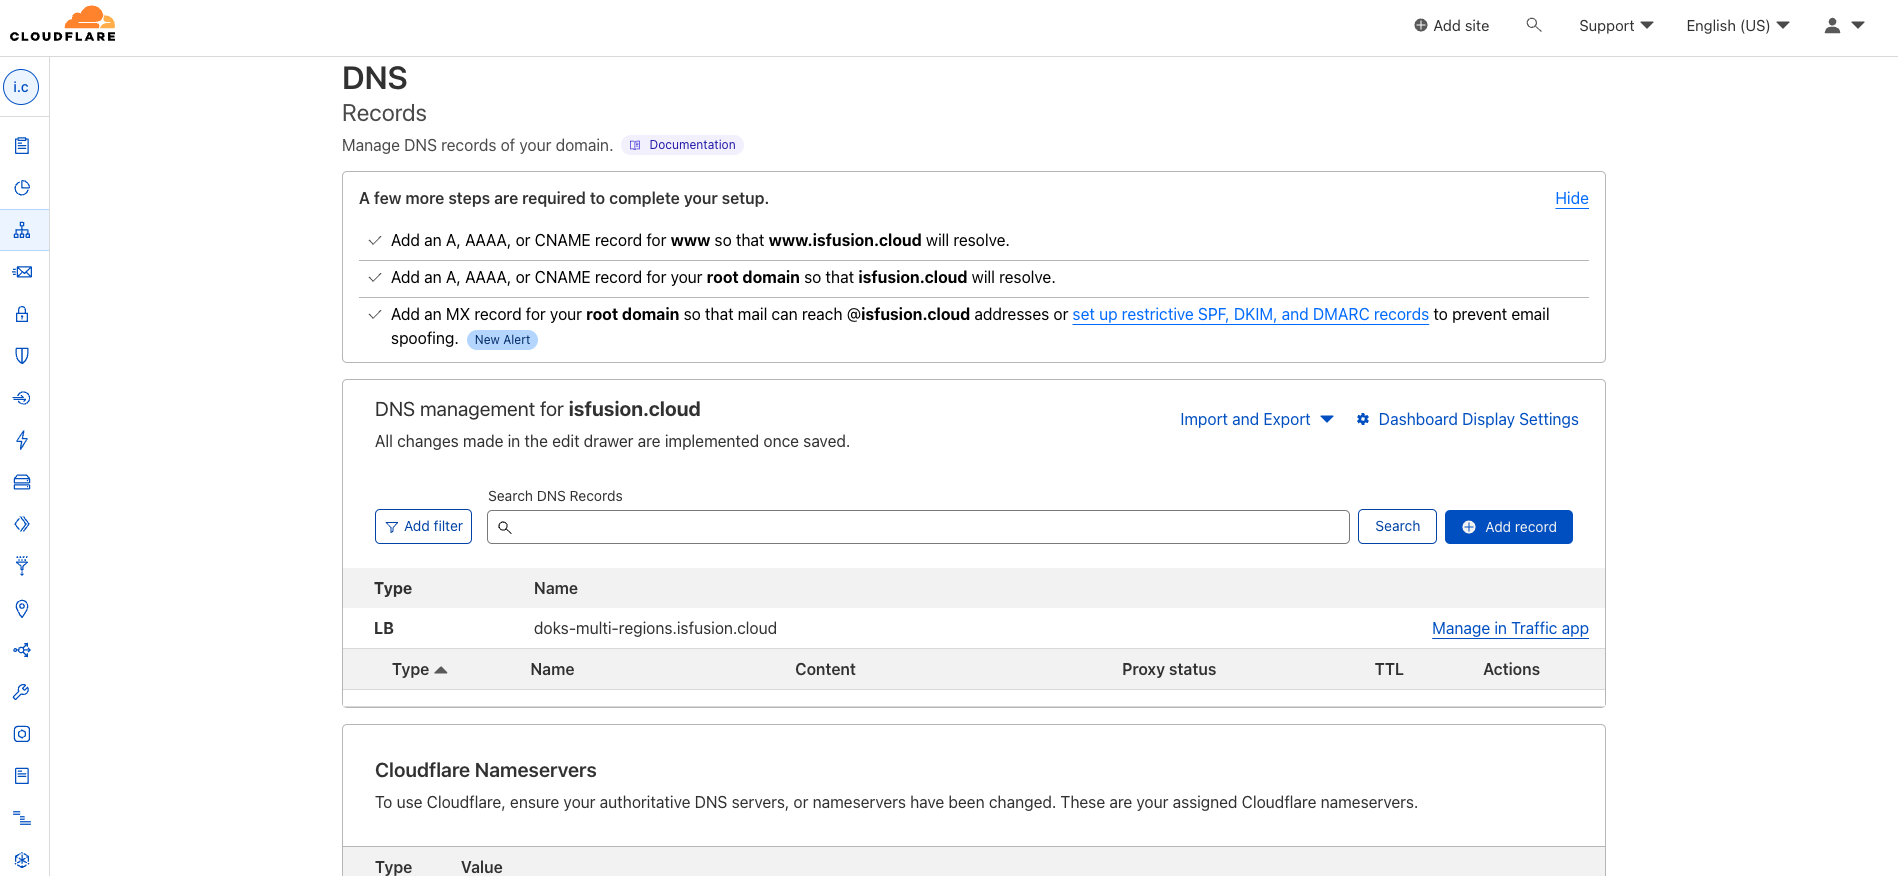 CLOUDFLARE
Add site
Support
English (US)
i.c
DNS
Records
Manage DNS records of your domain. Documentation
A few more steps are required to complete your setup. Hide
Add an A, AAAA, or CNAME record for www so that www.isfusion.cloud will resolve.
Add an A, AAAA, or CNAME record for your root domain so that isfusion.cloud will resolve.
Add an MX record for your root domain so that mail can reach @isfusion.cloud addresses or set up restrictive SPF, DKIM, and DMARC records to prevent email
spoofing. New Alert
DNS management for isfusion.cloud
Import and Export Dashboard Display Settings
All changes made in the edit drawer are implemented once saved.
Search DNS Records
Add filter Search Add record
Type Name
LB doks-multi-regions.isfusion.cloud Manage in Traffic app
Type Name Content Proxy status TTL Actions
Cloudflare Nameservers
To use Cloudflare, ensure your authoritative DNS servers, or nameservers have been changed. These are your assigned Cloudflare nameservers.
Type Value